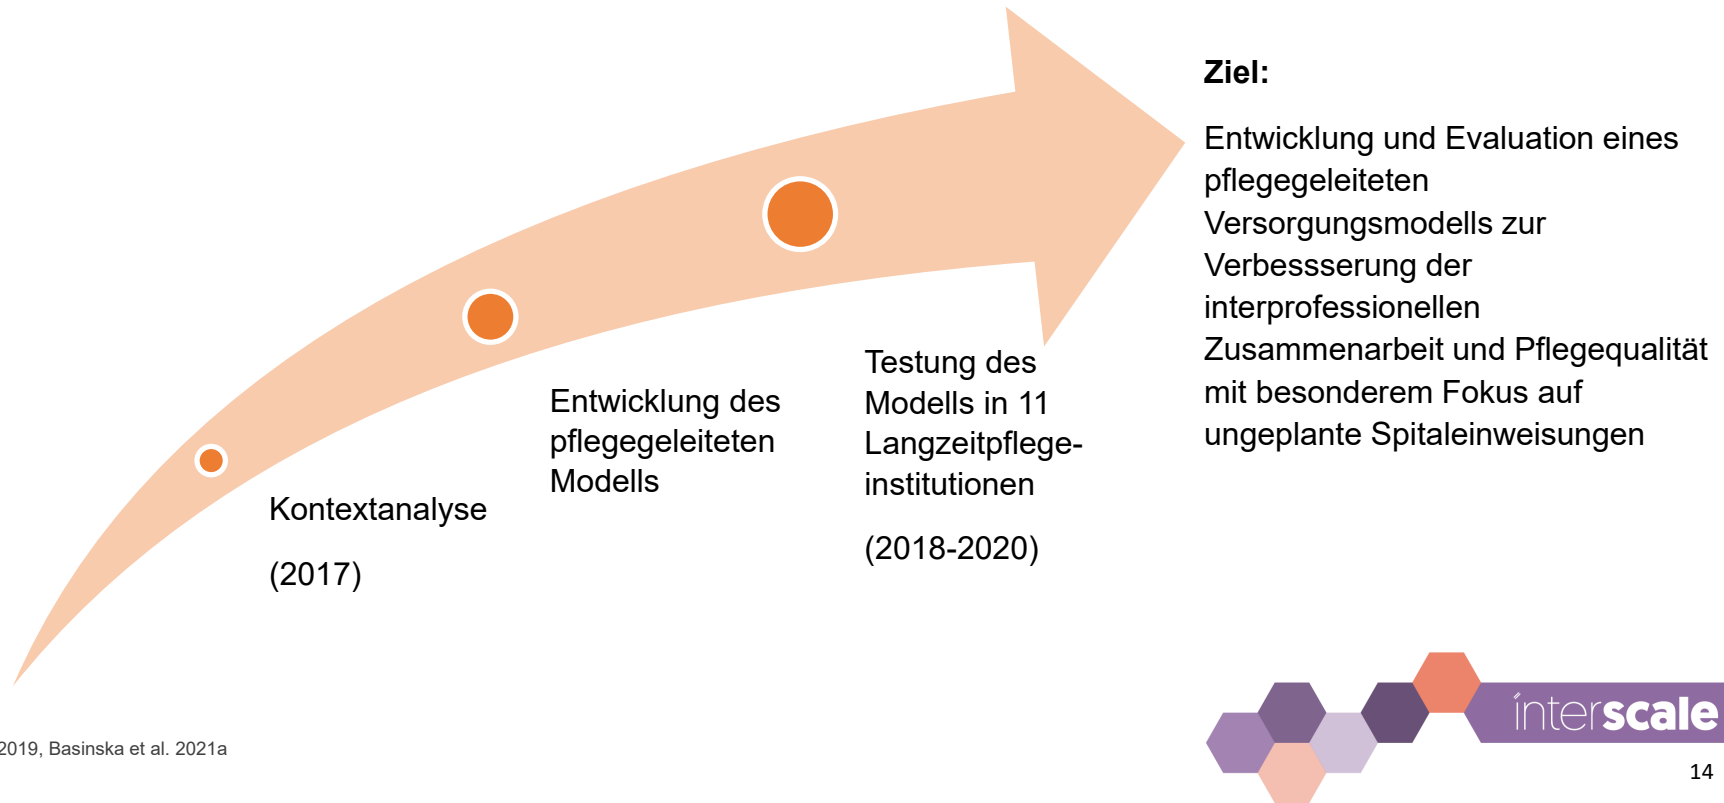 Ziel:
Entwicklung und Evaluation eines
pflegegeleiteten
Versorgungsmodells zur
Verbessserung der
interprofessionellen
Zusammenarbeit und Pflegequalität
mit besonderem Fokus auf
ungeplante Spitaleinweisungen
Kontextanalyse
(2017)
Entwicklung des
pflegegeleiteten
Modells
Testung des
Modells in 11
Langzeitpflege-
institutionen
(2018-2020)
2019, Basinska et al. 2021a
interscale
14